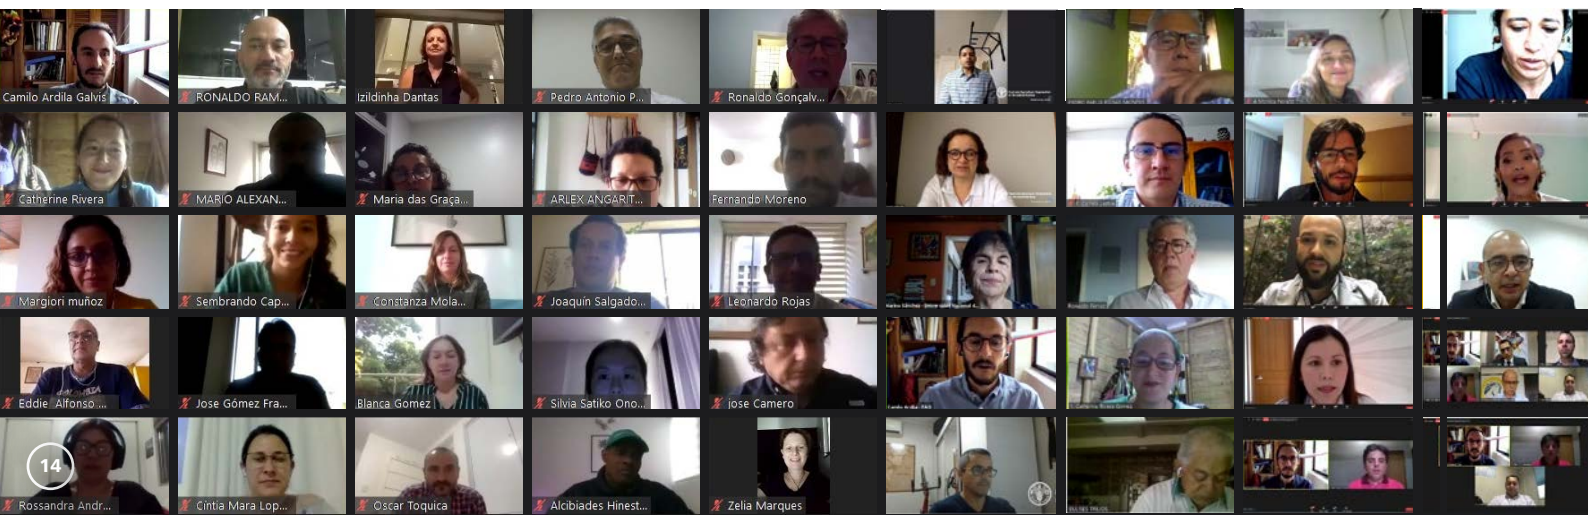 Camilo Ardila Galvis
RONALDO RAM...
Izildinha Dantas
Pedro Antonio P...
Ronaldo Gonçalv...
Catherine Rivera
MARIO ALEXAN...
Maria das Graça...
ARLEX ANGARIT...
Fernando Moreno
Margiori muñoz
Sembrando Cap...
Constanza Mola...
Joaquín Salgado...
Leonardo Rojas
Eddie Alfonso ...
Jose Gómez Fra...
Blanca Gomez
Silvia Satiko Ono...
jose Camero
14
Rossandra Andr...
Cíntia Mara Lop...
Oscar Toquica
Alcibiades Hinest...
Zelia Marques